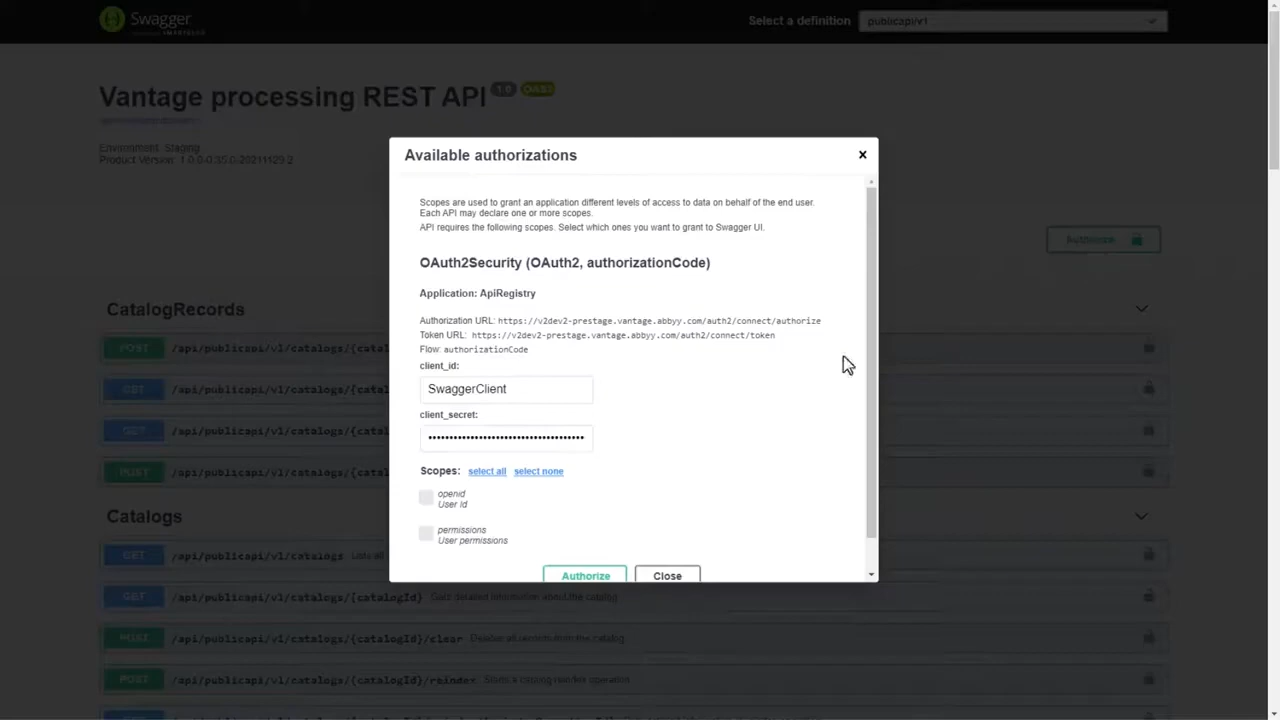 Swagger
Select a definition
publicapi/v1
Vantage processing REST API
1.0
OAS3
Environment: Staging
Product Version: 1.0.0-0.35.0.20211129.2
Available authorizations
Scopes are used to grant an application different levels of access to data on behalf of the end user.
Each API may declare one or more scopes.
API requires the following scopes. Select which ones you want to grant to Swagger UI.
Authorize
OAuth2Security (OAuth2, authorizationCode)
Application: ApiRegistry
CatalogRecords
Authorization URL: https://v2dev2-prestage.vantage.abbyy.com/auth2/connect/authorize
Token URL: https://v2dev2-prestage.vantage.abbyy.com/auth2/connect/token
Flow: authorizationCode
POST /api/publicapi/v1/catalogs/{catal
client_id:
SwaggerClient
GET /api/publicapi/v1/catalogs/{catal
client_secret:
••••••••••••••••••••••••••••••••••••
GET /api/publicapi/v1/catalogs/{catal
Scopes: select all select none
POST /api/publicapi/v1/catalogs/{catal
openid
User id
Catalogs
permissions
User permissions
GET /api/publicapi/v1/catalogs Lists all
Authorize
Close
GET /api/publicapi/v1/catalogs/{catalogId} Gets detailed information about the catalog
POST /api/publicapi/v1/catalogs/{catalogId}/clear Deletes all records from the catalog
POST /api/publicapi/v1/catalogs/{catalogId}/reindex Starts a catalog reindex operation